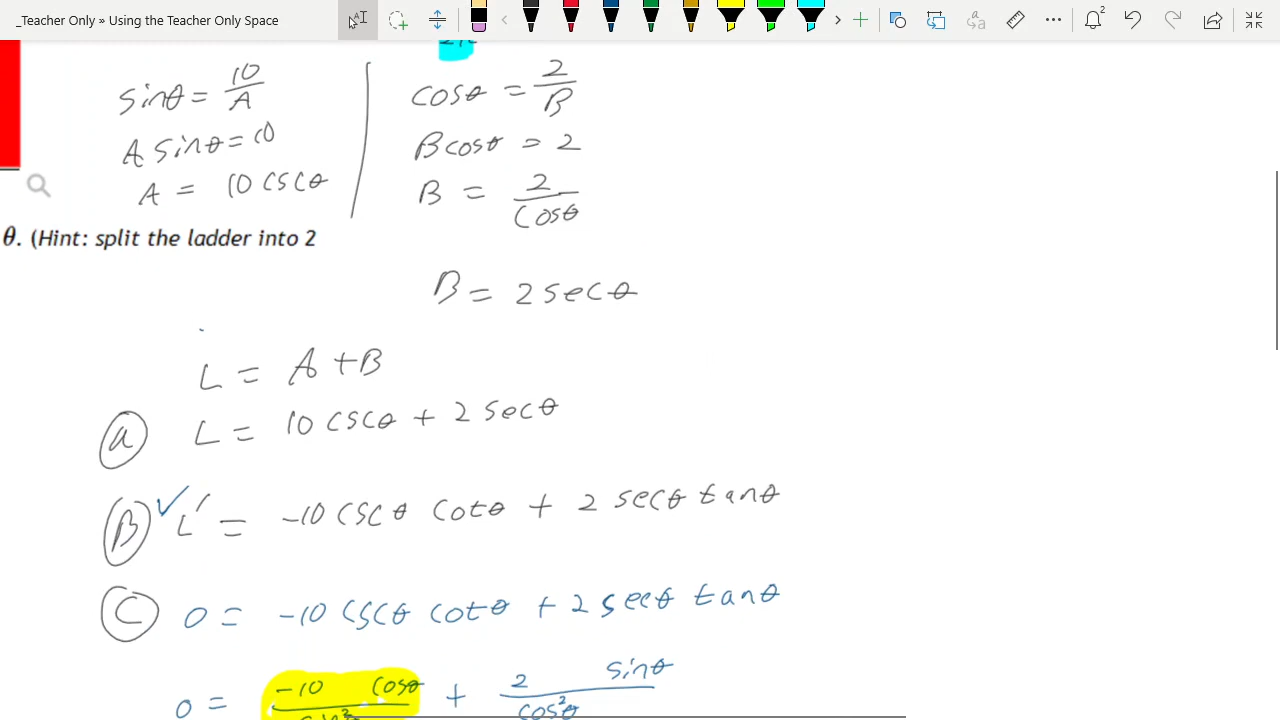 _Teacher Only » Using the Teacher Only Space
sinθ = 10/A
A sinθ = 10
A = 10 cscθ
cosθ = 2/B
B cosθ = 2
B = 2/cosθ
θ. (Hint: split the ladder into 2
B = 2 secθ
L = A + B
(a) L = 10 cscθ + 2 secθ
(B) ✓ L' = -10 cscθ cotθ + 2 secθ tanθ
(C) 0 = -10 cscθ cotθ + 2 secθ tanθ
0 = -10 cosθ/sin²θ + 2 sinθ/cos²θ